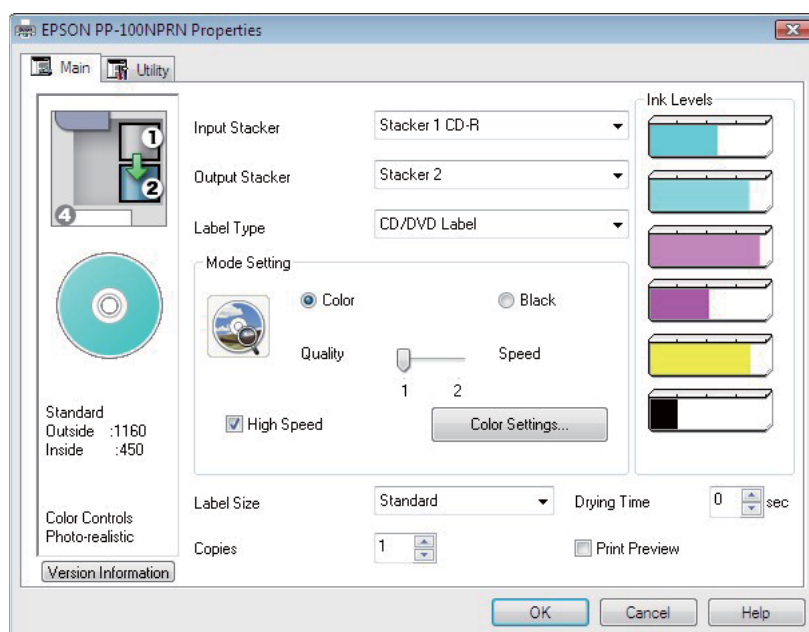 EPSON PP-100NPRN Properties
Main
Utility
1
2
4
Standard
Outside :1160
Inside :450
Color Controls
Photo-realistic
Version Information
Input Stacker
Stacker 1 CD-R
Output Stacker
Stacker 2
Label Type
CD/DVD Label
Mode Setting
Color
Black
Quality
Speed
1 2
High Speed
Color Settings...
Label Size
Standard
Drying Time
0
sec
Copies
1
Print Preview
Ink Levels
OK
Cancel
Help